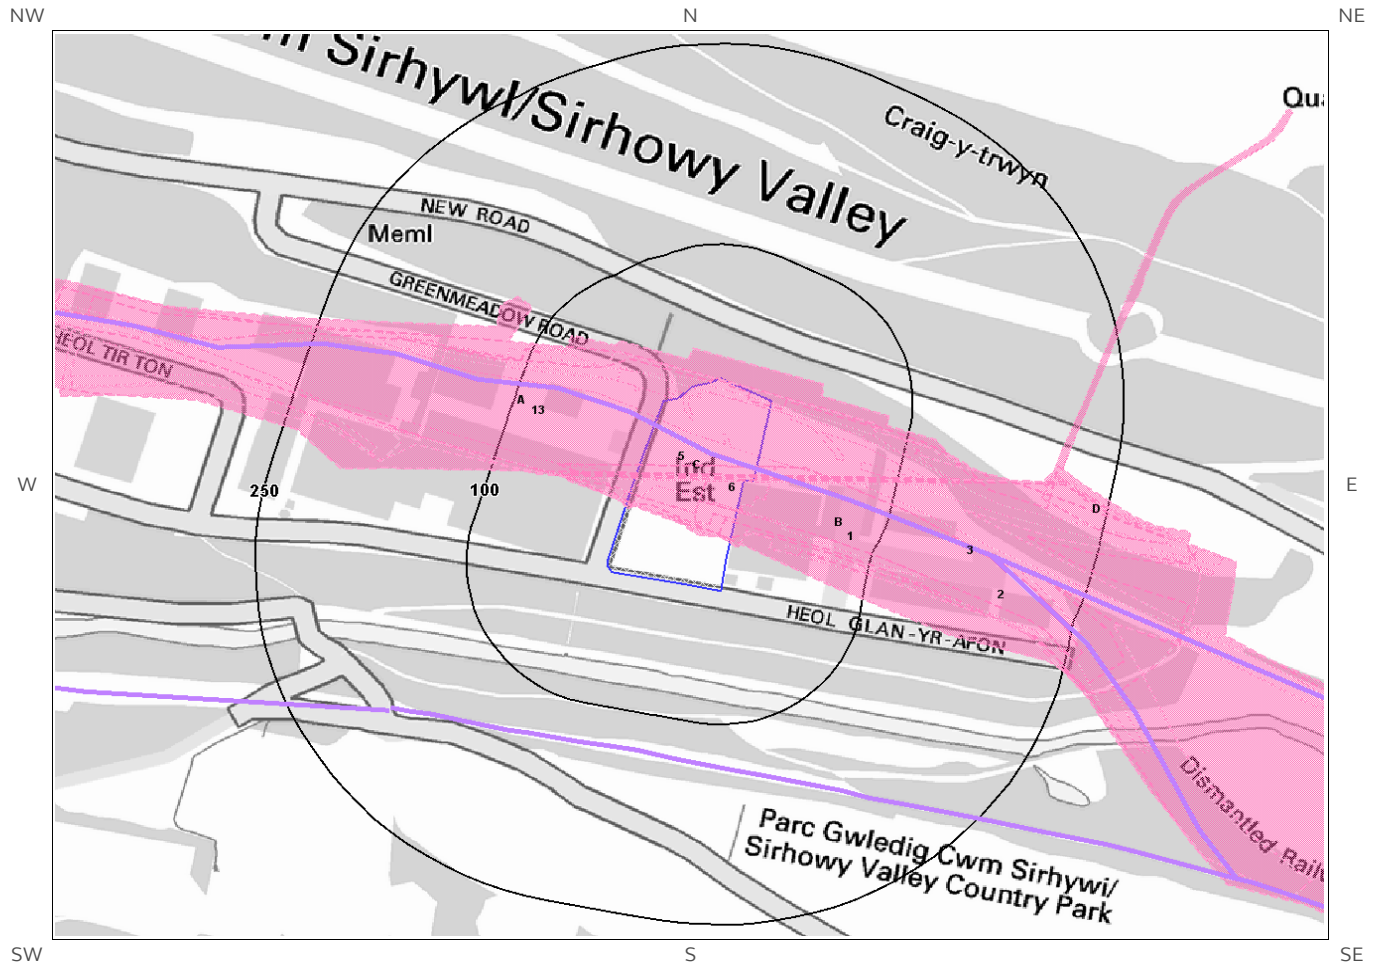 NW
N
NE
m Sirhywl/Sirhowy Valley
Craig-y-trwyn
NEW ROAD
Meml
GREENMEADOW ROAD
HEOL TIR TON
A
13
5
C
Ind
Est
6
W
E
250
100
B
1
D
3
2
HEOL GLAN-YR-AFON
Dismantled Railw
Parc Gwledig Cwm Sirhywi/
Sirhowy Valley Country Park
SW
S
SE